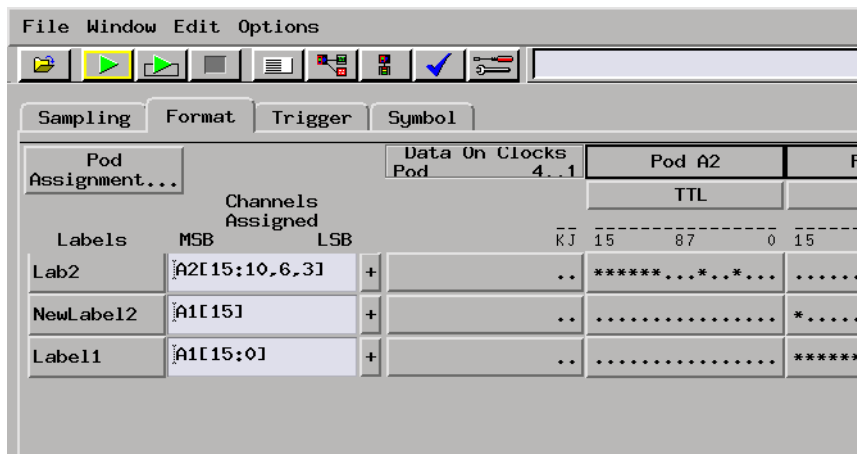 File Window Edit Options
Sampling Format Trigger Symbol
Pod Assignment...
Data On Clocks
Pod 4..1
Pod A2
TTL
Channels
Assigned
Labels MSB LSB KJ 15 87 0 15
Lab2 A2[15:10,6,3] + .. ******...*..*... ......
NewLabel2 A1[15] + .. ................ *.....
Label1 A1[15:0] + .. ................ ******